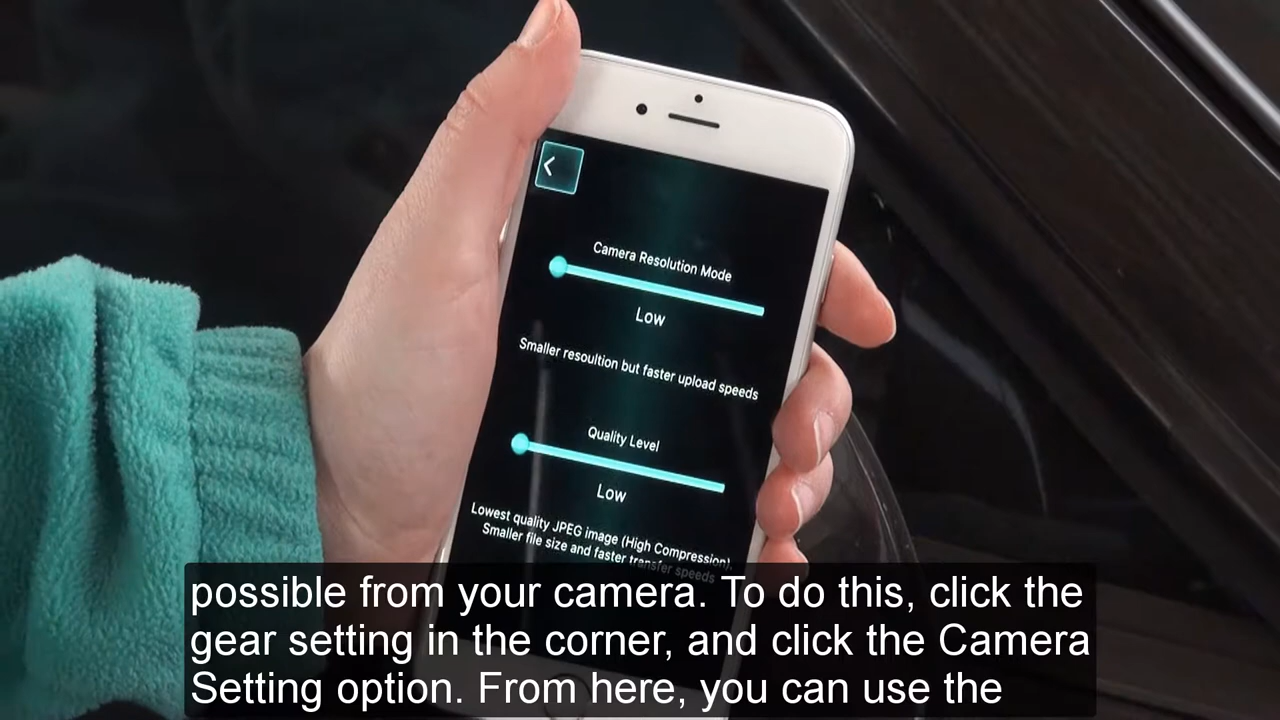 Camera Resolution Mode
Low
Smaller resoultion but faster upload speeds
Quality Level
Low
Lowest quality JPEG image (High Compression).
Smaller file size and faster transfer speeds
possible from your camera. To do this, click the
gear setting in the corner, and click the Camera
Setting option. From here, you can use the